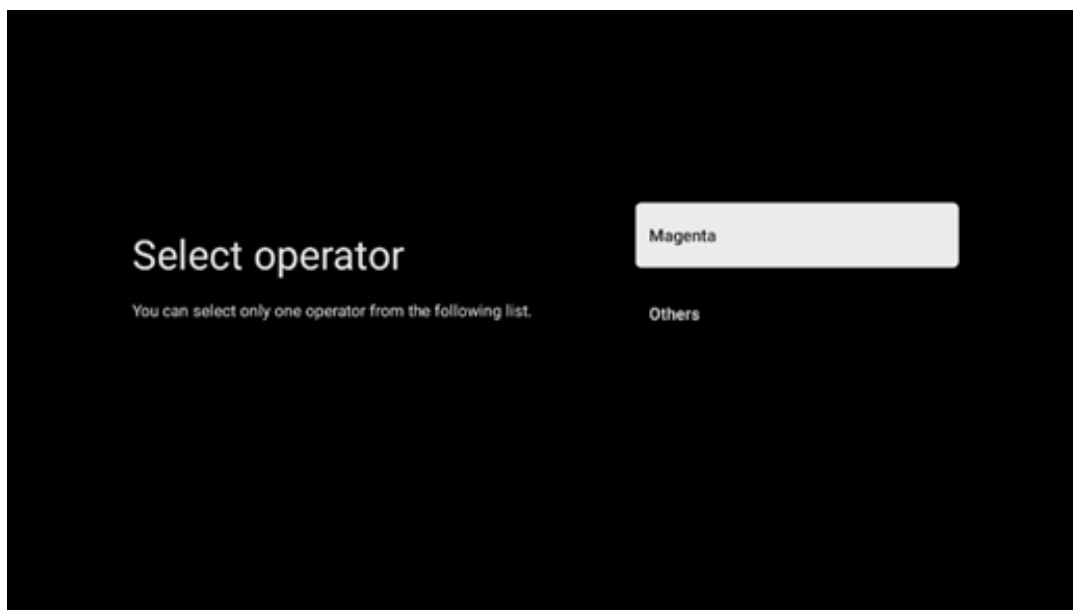 Select operator
You can select only one operator from the following list.
Magenta
Others